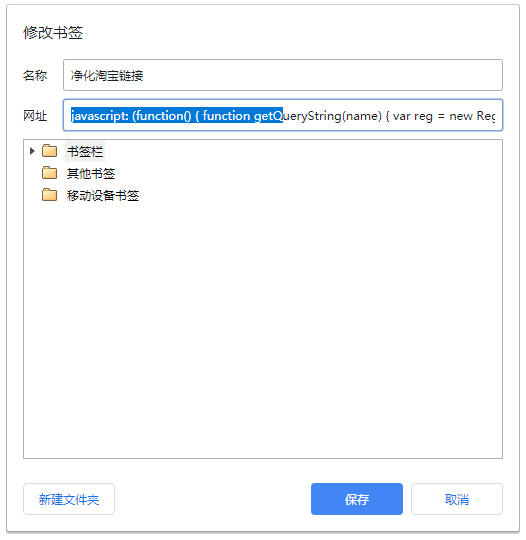 修改书签
名称 净化淘宝链接
网址 javascript: (function() { function getQueryString(name) { var reg = new Reg
书签栏
其他书签
移动设备书签
新建文件夹 保存 取消